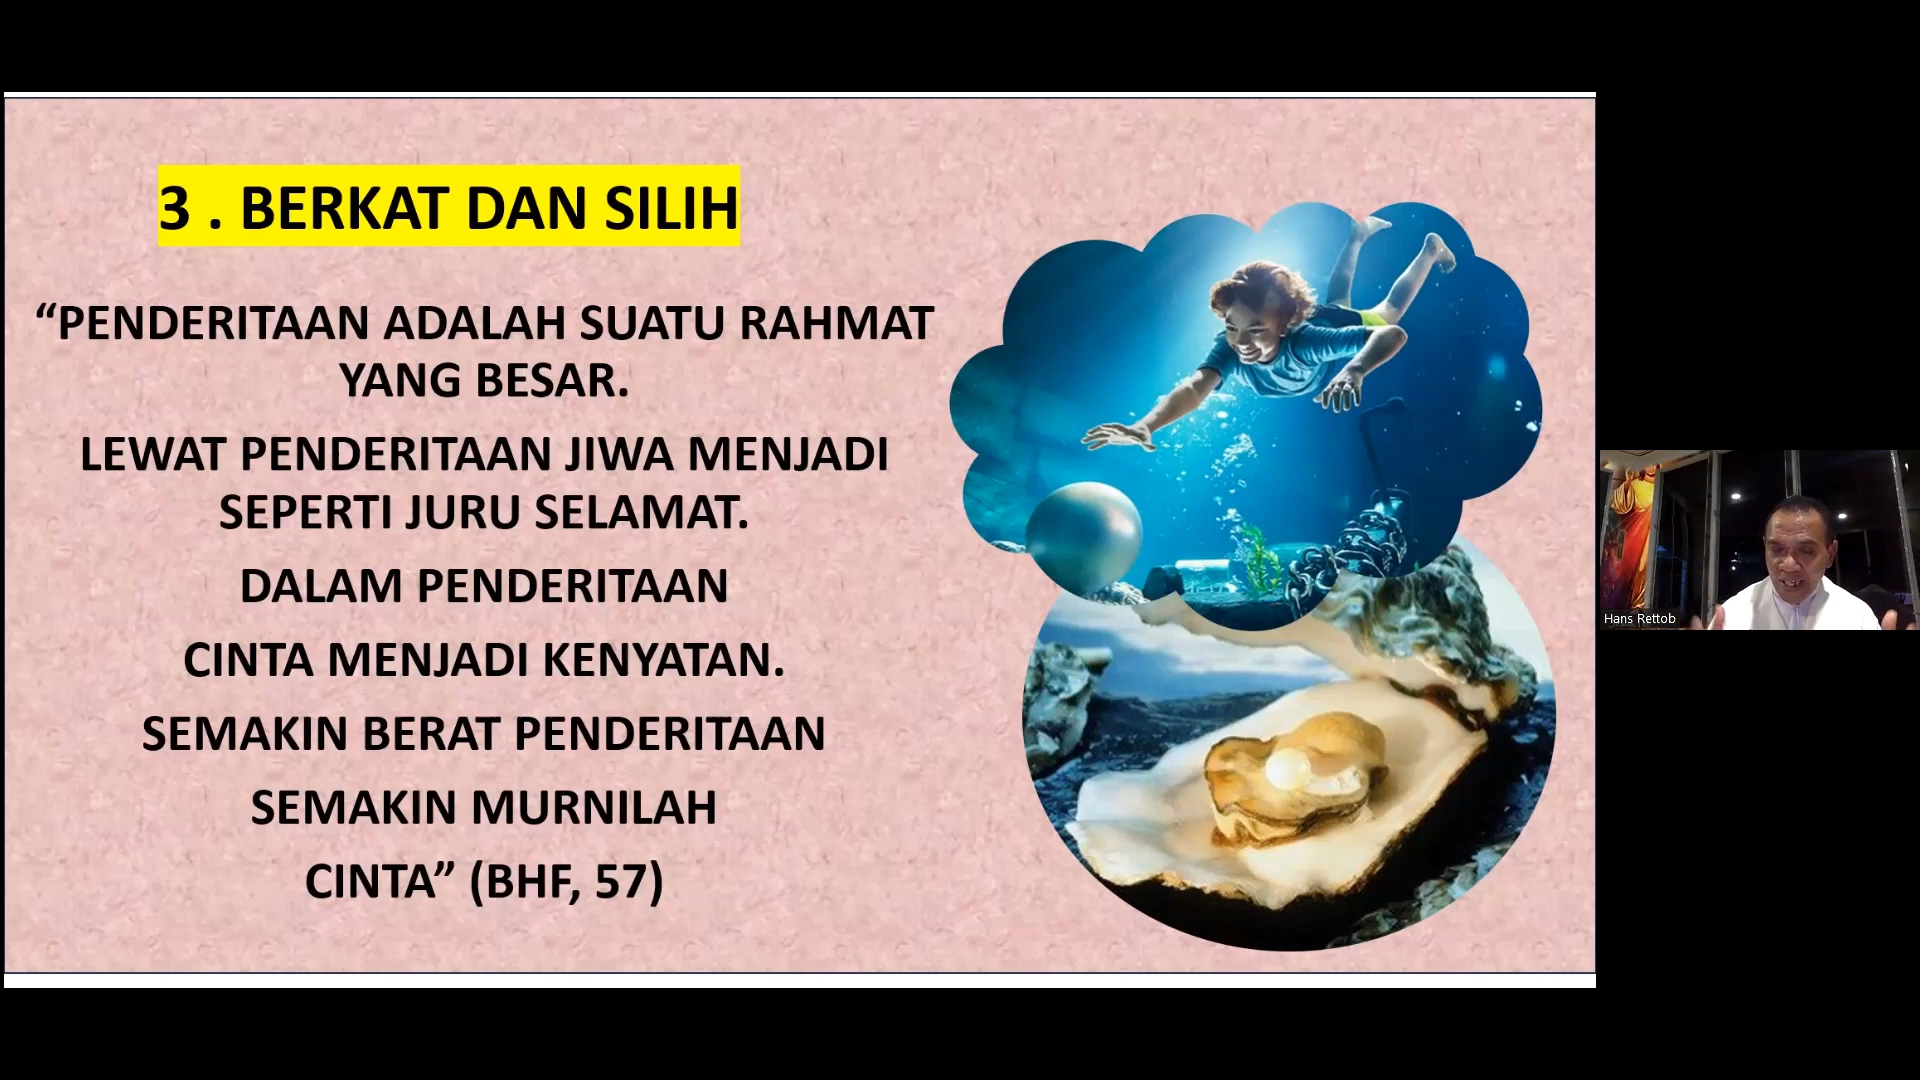 3 . BERKAT DAN SILIH
“PENDERITAAN ADALAH SUATU RAHMAT
YANG BESAR.
LEWAT PENDERITAAN JIWA MENJADI
SEPERTI JURU SELAMAT.
DALAM PENDERITAAN
CINTA MENJADI KENYATAN.
SEMAKIN BERAT PENDERITAAN
SEMAKIN MURNILAH
CINTA” (BHF, 57)
Hans Rettob